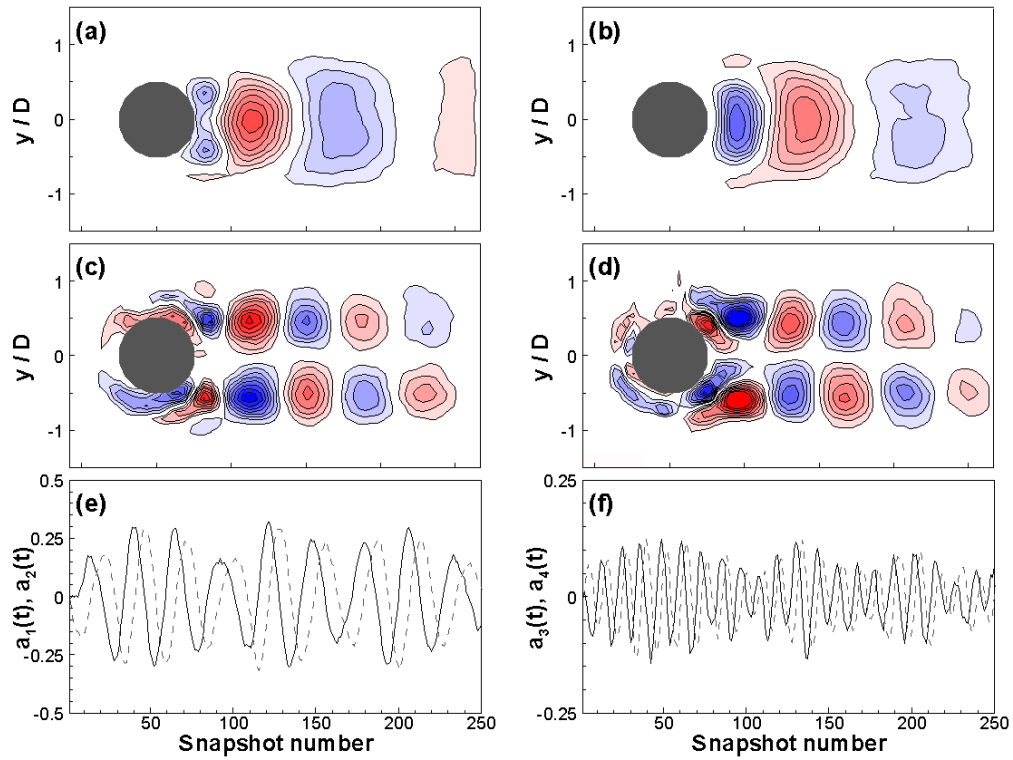 (a)
y / D
1
0
-1
(b)
y / D
1
0
-1
(c)
y / D
1
0
-1
(d)
y / D
1
0
-1
(e)
a1(t), a2(t)
0.5
0.25
0
-0.25
-0.5
50 100 150 200 250
Snapshot number
(f)
a3(t), a4(t)
0.25
0
-0.25
50 100 150 200 250
Snapshot number